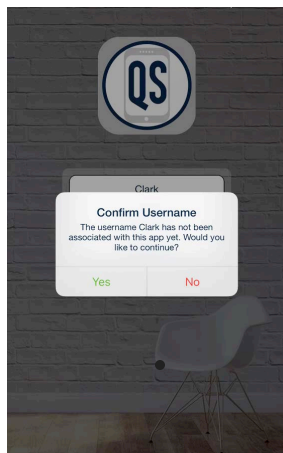 QS
Clark
Confirm Username
The username Clark has not been
associated with this app yet. Would you
like to continue?
Yes
No